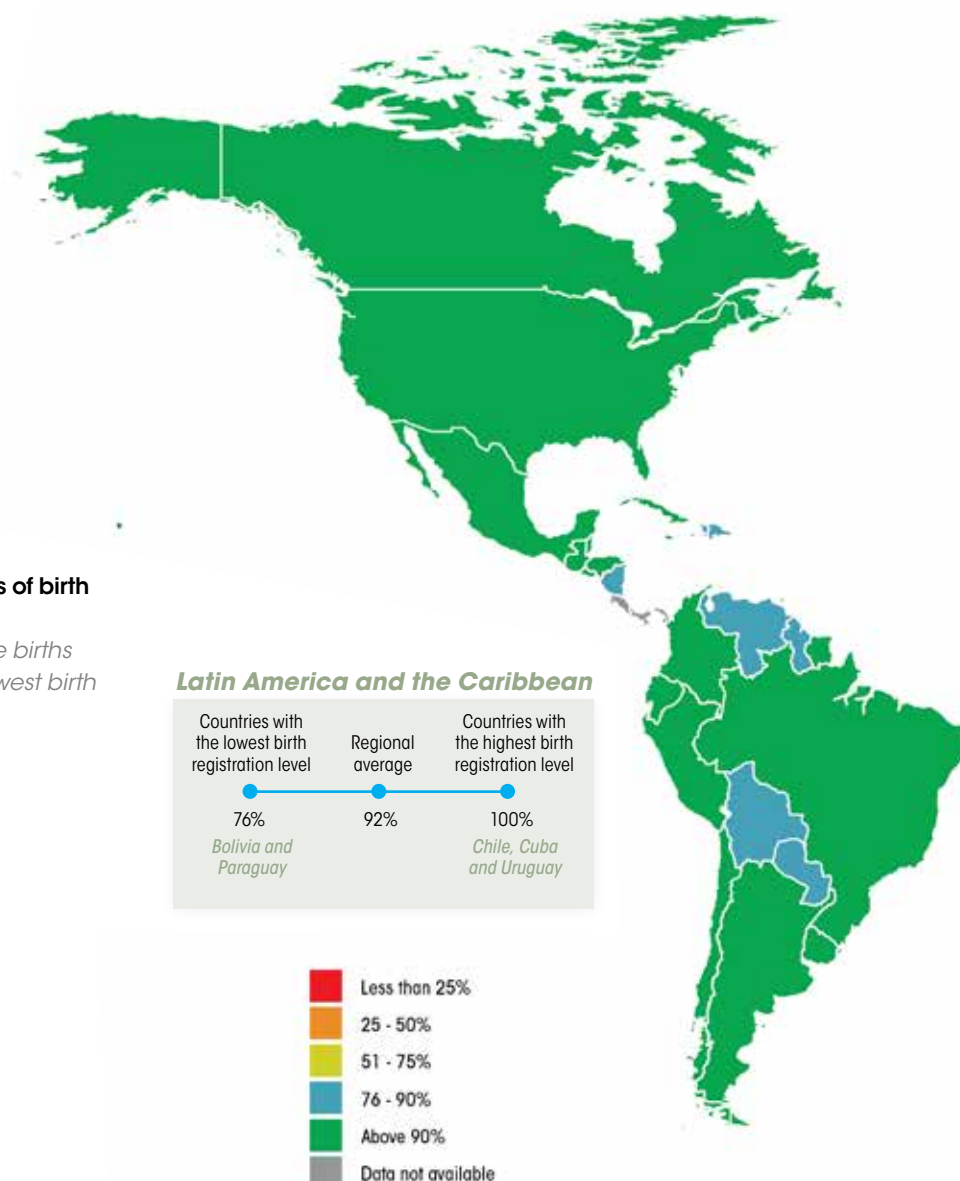 s of birth
e births
west birth
Latin America and the Caribbean
Countries with
the lowest birth
registration level
Regional
average
Countries with
the highest birth
registration level
76%
92%
100%
Bolivia and
Paraguay
Chile, Cuba
and Uruguay
Less than 25%
25 - 50%
51 - 75%
76 - 90%
Above 90%
Data not available